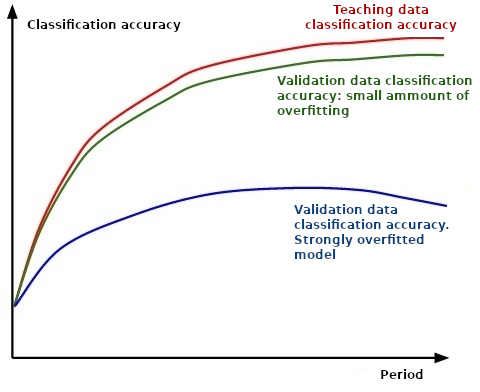 Classification accuracy
Teaching data
classification accuracy
Validation data classification
accuracy: small ammount of
overfitting
Validation data
classification accuracy.
Strongly overfitted
model
Period